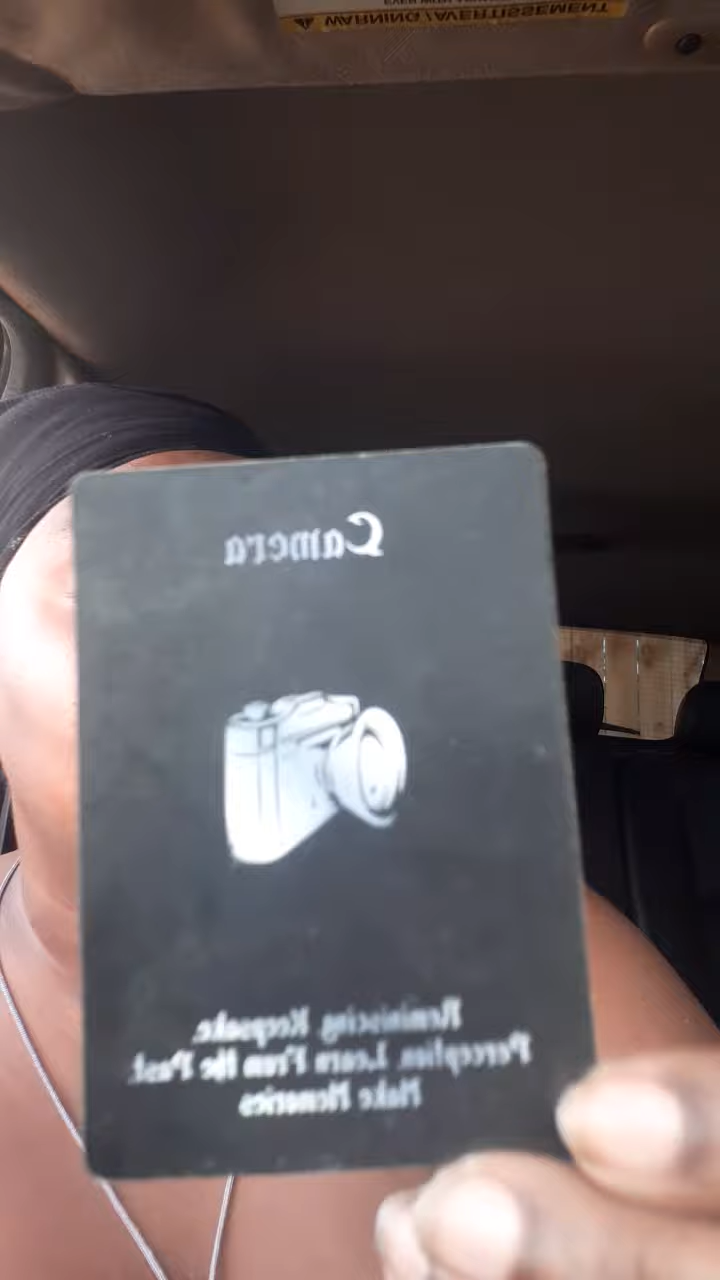 WARNING / AVERTISSEMENT
Camera
Reminiscing. Keepsake.
Perception. Learn From the Past.
Make Memories